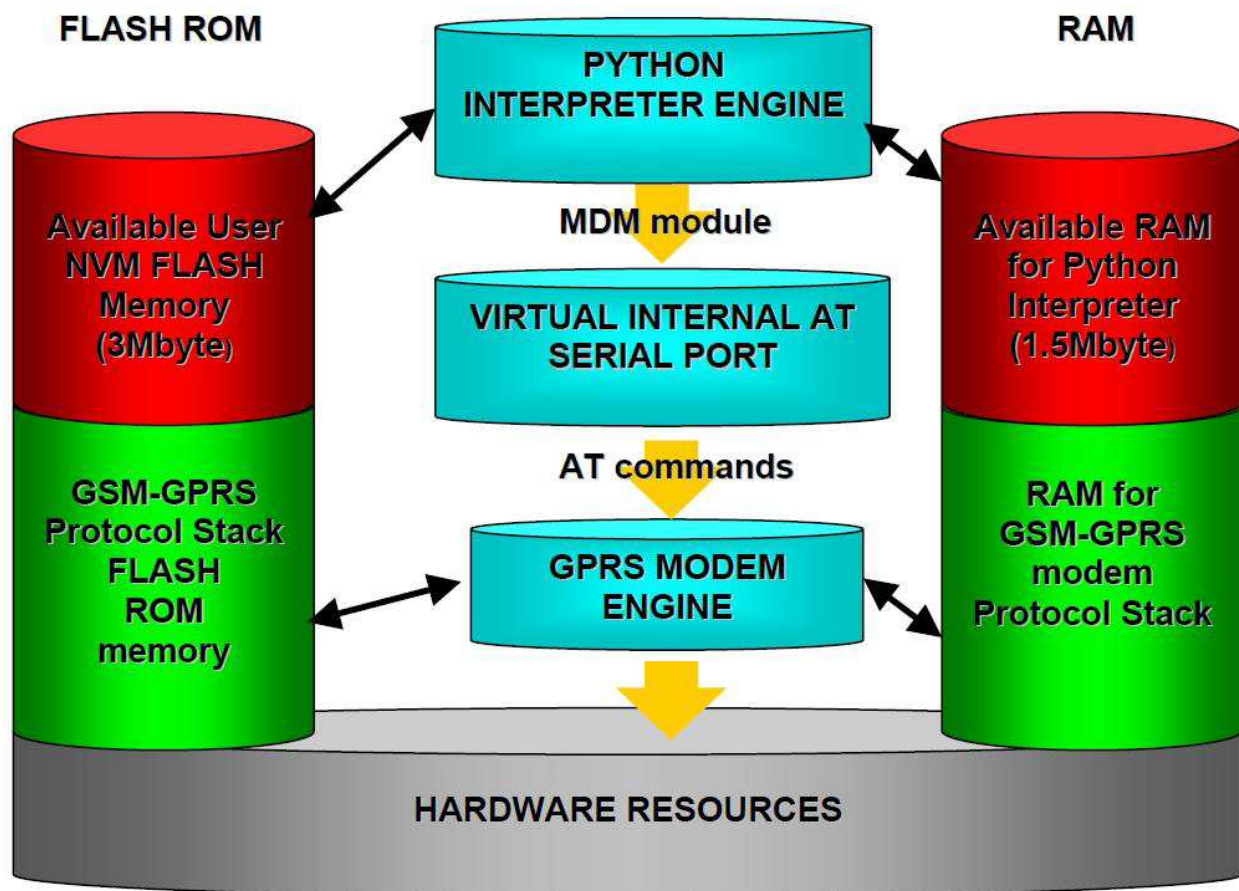 FLASH ROM
RAM
PYTHON
INTERPRETER ENGINE
Available User
NVM FLASH
Memory
(3Mbyte)
MDM module
Available RAM
for Python
Interpreter
(1.5Mbyte)
VIRTUAL INTERNAL AT
SERIAL PORT
AT commands
GSM-GPRS
Protocol Stack
FLASH
ROM
memory
GPRS MODEM
ENGINE
RAM for
GSM-GPRS
modem
Protocol Stack
HARDWARE RESOURCES